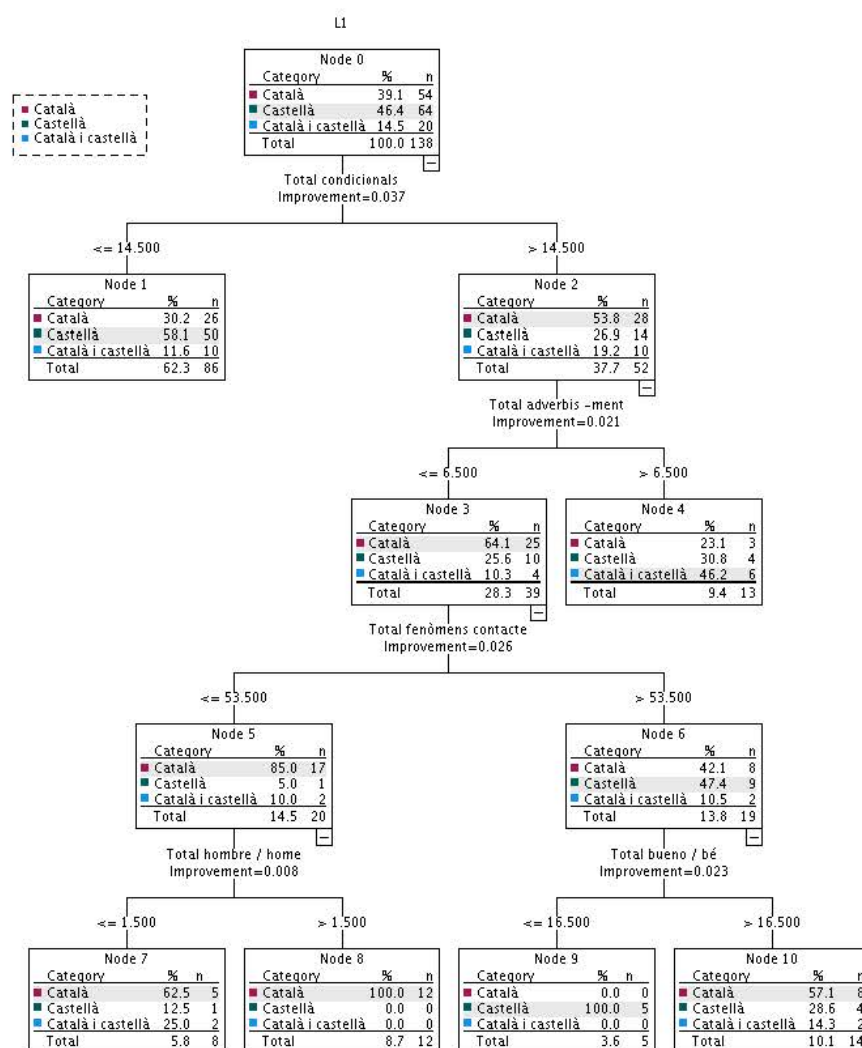 L1
Català
Castellà
Català i castellà
Node 0
Category % n
Català 39.1 54
Castellà 46.4 64
Català i castellà 14.5 20
Total 100.0 138
Total condicionals
Improvement=0.037
<= 14.500
> 14.500
Node 1
Category % n
Català 30.2 26
Castellà 58.1 50
Català i castellà 11.6 10
Total 62.3 86
Node 2
Category % n
Català 53.8 28
Castellà 26.9 14
Català i castellà 19.2 10
Total 37.7 52
Total adverbis -ment
Improvement=0.021
<= 6.500
> 6.500
Node 3
Category % n
Català 64.1 25
Castellà 25.6 10
Català i castellà 10.3 4
Total 28.3 39
Node 4
Category % n
Català 23.1 3
Castellà 30.8 4
Català i castellà 46.2 6
Total 9.4 13
Total fenòmens contacte
Improvement=0.026
<= 53.500
> 53.500
Node 5
Category % n
Català 85.0 17
Castellà 5.0 1
Català i castellà 10.0 2
Total 14.5 20
Node 6
Category % n
Català 42.1 8
Castellà 47.4 9
Català i castellà 10.5 2
Total 13.8 19
Total hombre / home
Improvement=0.008
Total bueno / bé
Improvement=0.023
<= 1.500
> 1.500
<= 16.500
> 16.500
Node 7
Category % n
Català 62.5 5
Castellà 12.5 1
Català i castellà 25.0 2
Total 5.8 8
Node 8
Category % n
Català 100.0 12
Castellà 0.0 0
Català i castellà 0.0 0
Total 8.7 12
Node 9
Category % n
Català 0.0 0
Castellà 100.0 5
Català i castellà 0.0 0
Total 3.6 5
Node 10
Category % n
Català 57.1 8
Castellà 28.6 4
Català i castellà 14.3 2
Total 10.1 14